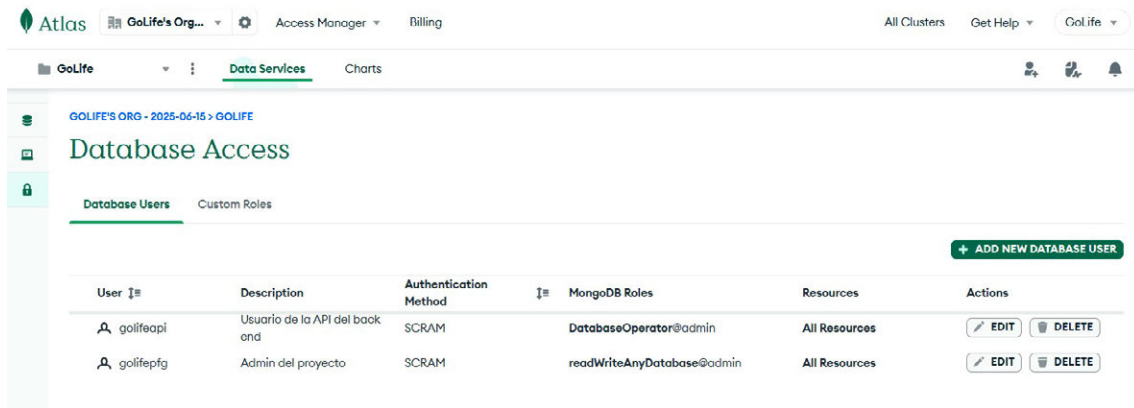 Atlas GoLife's Org... Access Manager Billing All Clusters Get Help GoLife
GoLife Data Services Charts
GOLIFE'S ORG - 2025-06-15 > GOLIFE
Database Access
Database Users Custom Roles
+ ADD NEW DATABASE USER
User Description Authentication Method MongoDB Roles Resources Actions
golifeapi Usuario de la API del back end SCRAM DatabaseOperator@admin All Resources EDIT DELETE
golifepfg Admin del proyecto SCRAM readWriteAnyDatabase@admin All Resources EDIT DELETE